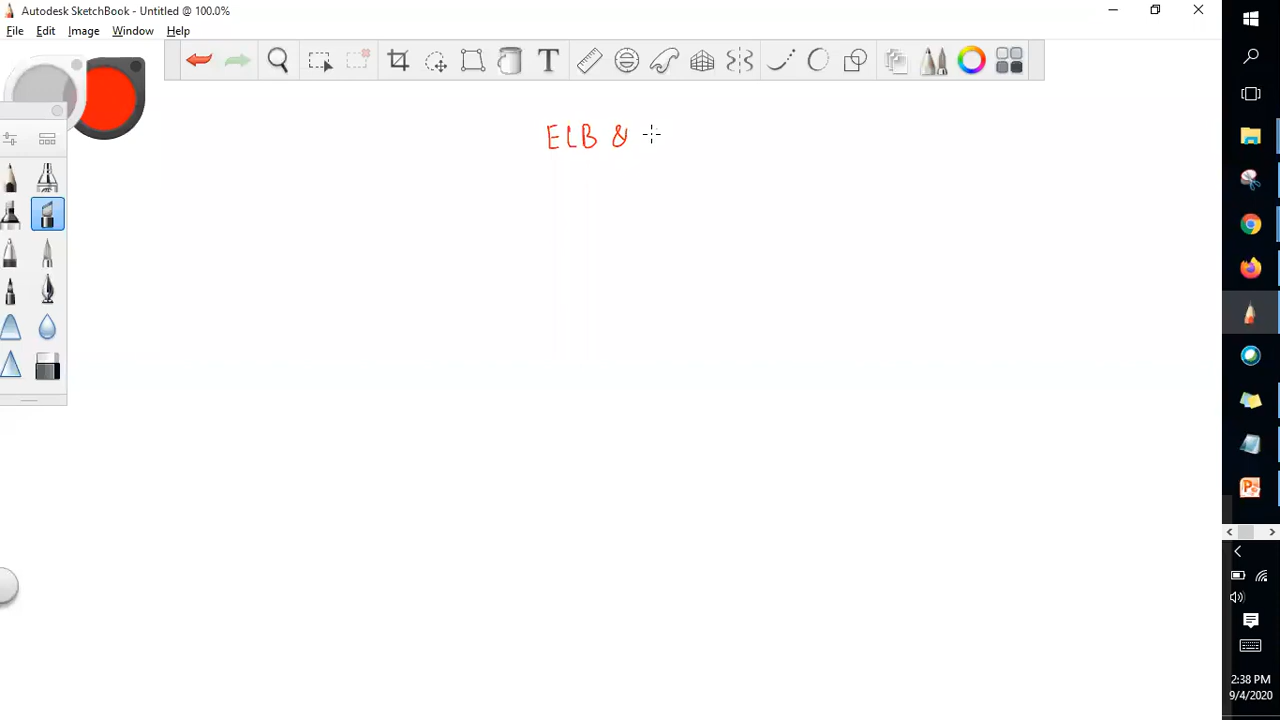 Autodesk SketchBook - Untitled @ 100.0%
File Edit Image Window Help
T
ELB &
2:38 PM
9/4/2020